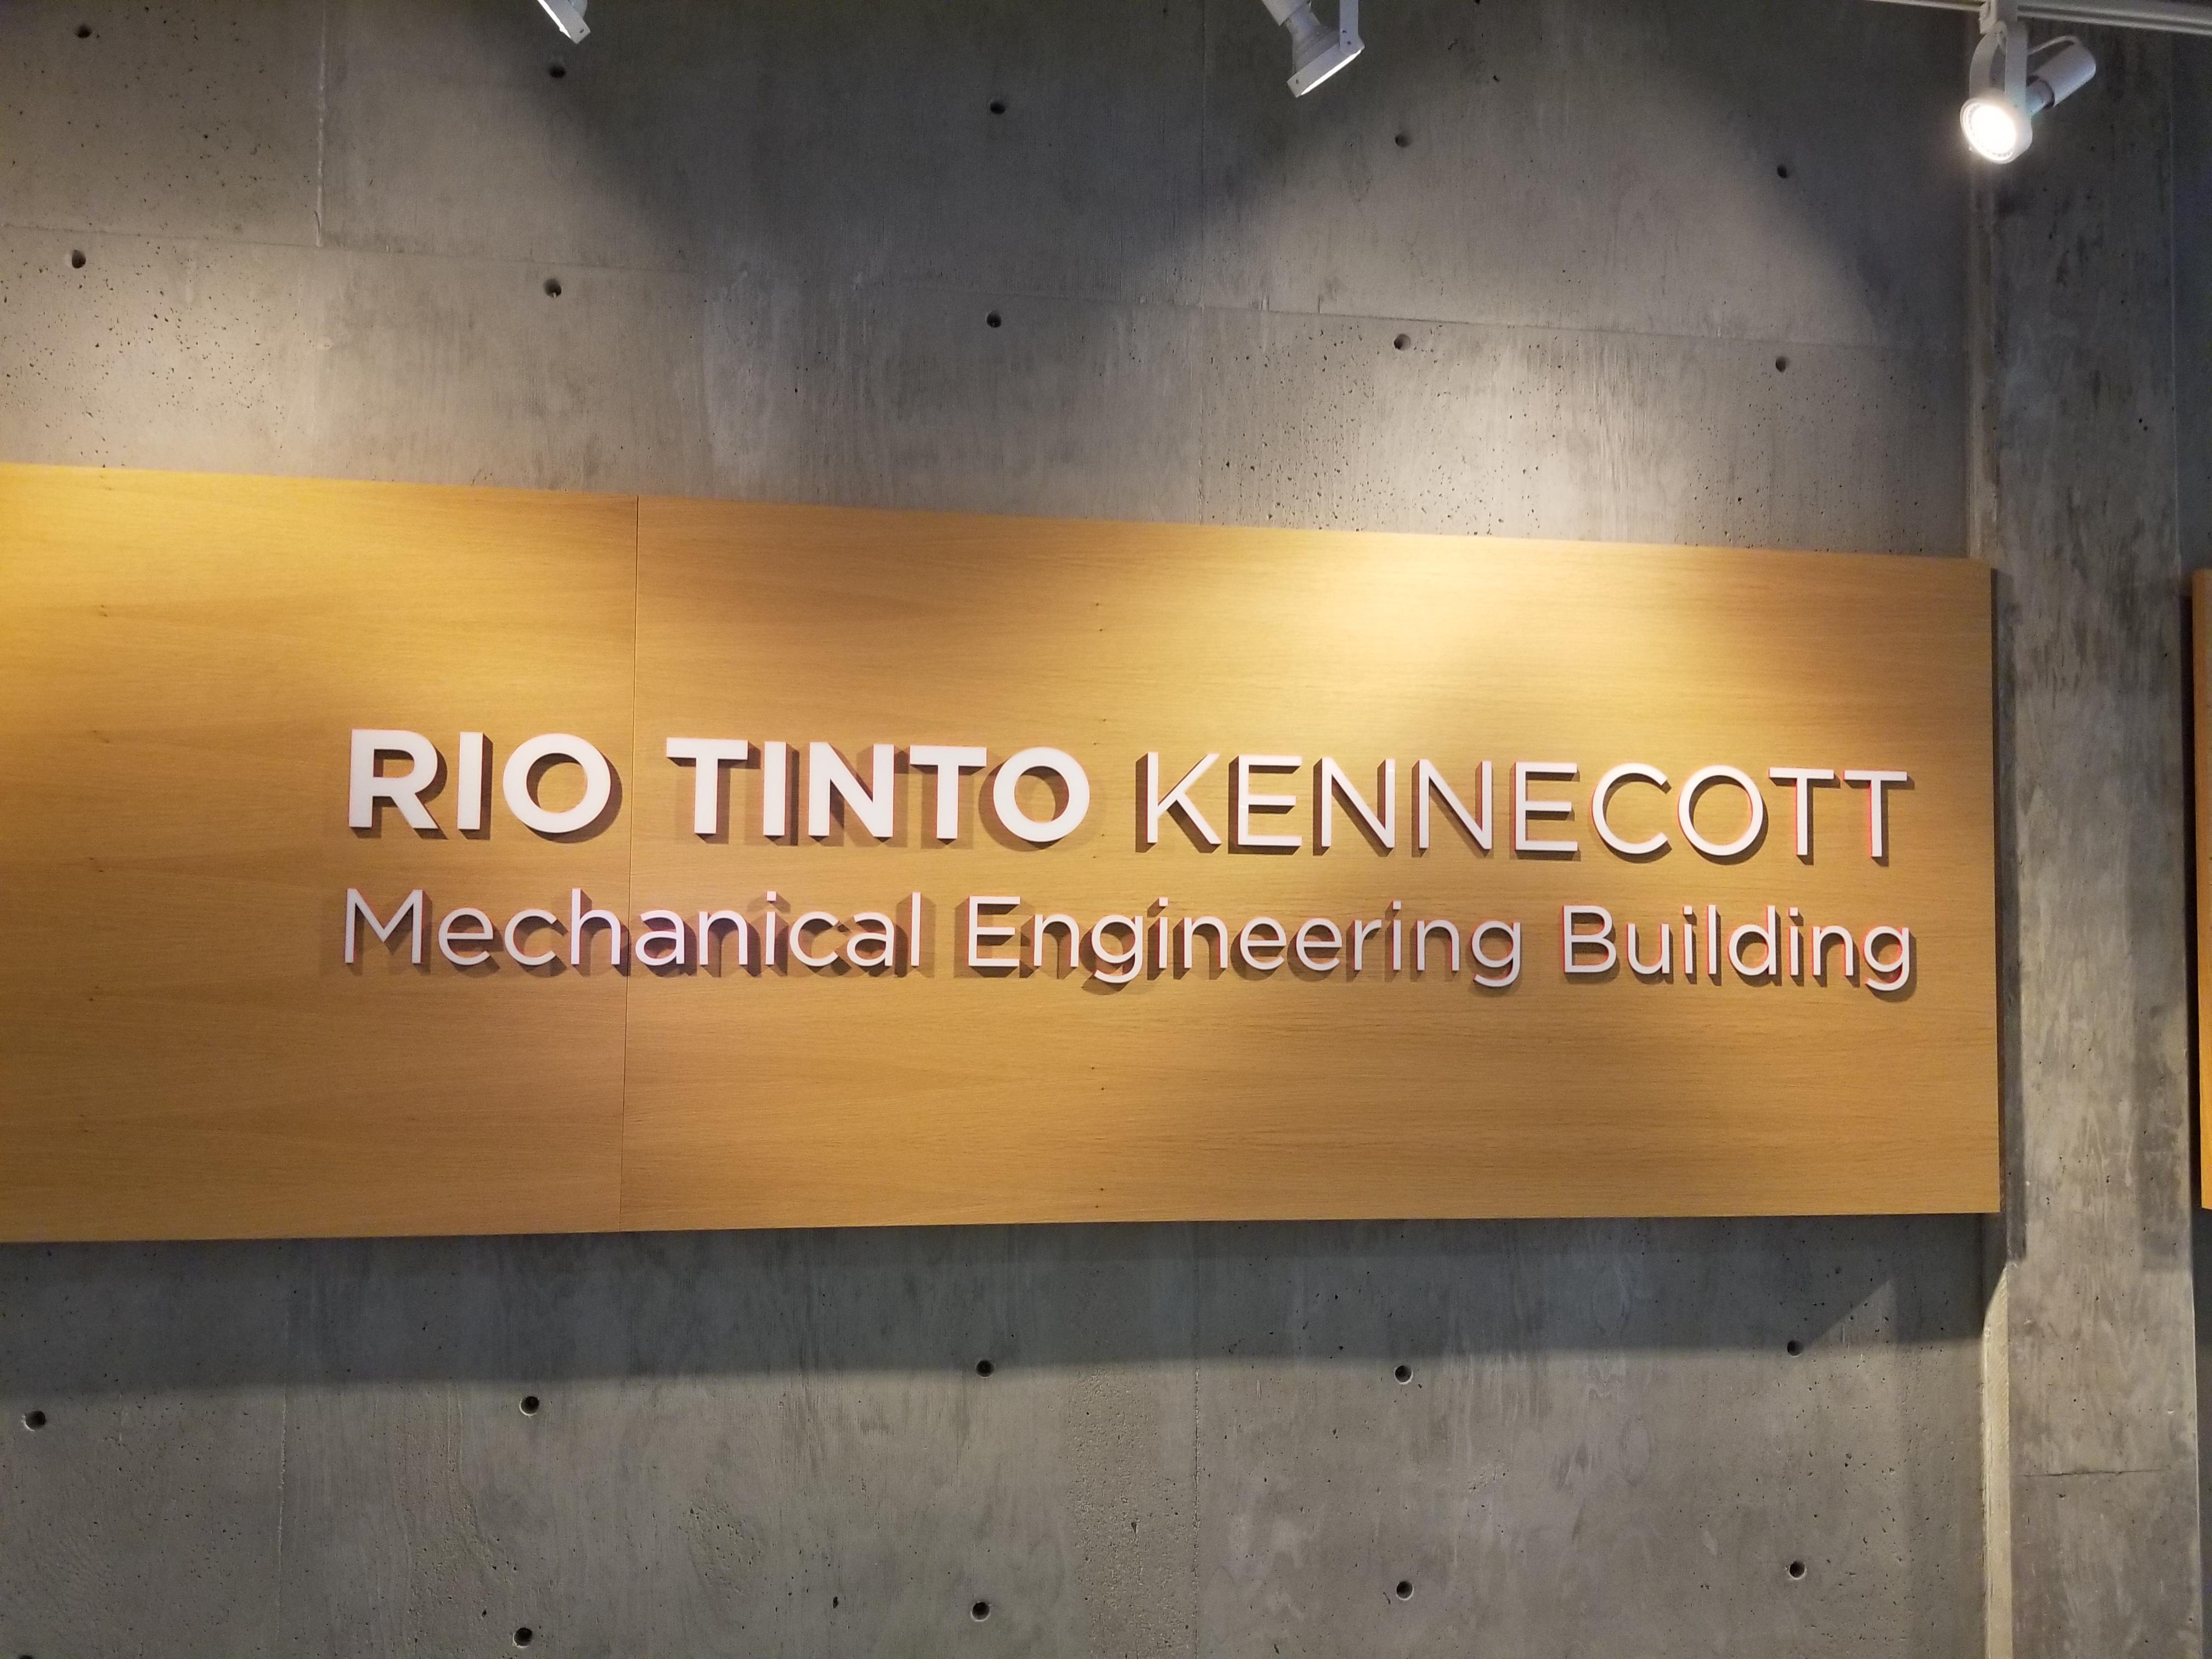 RIO TINTO KENNECOTT
Mechanical Engineering Building